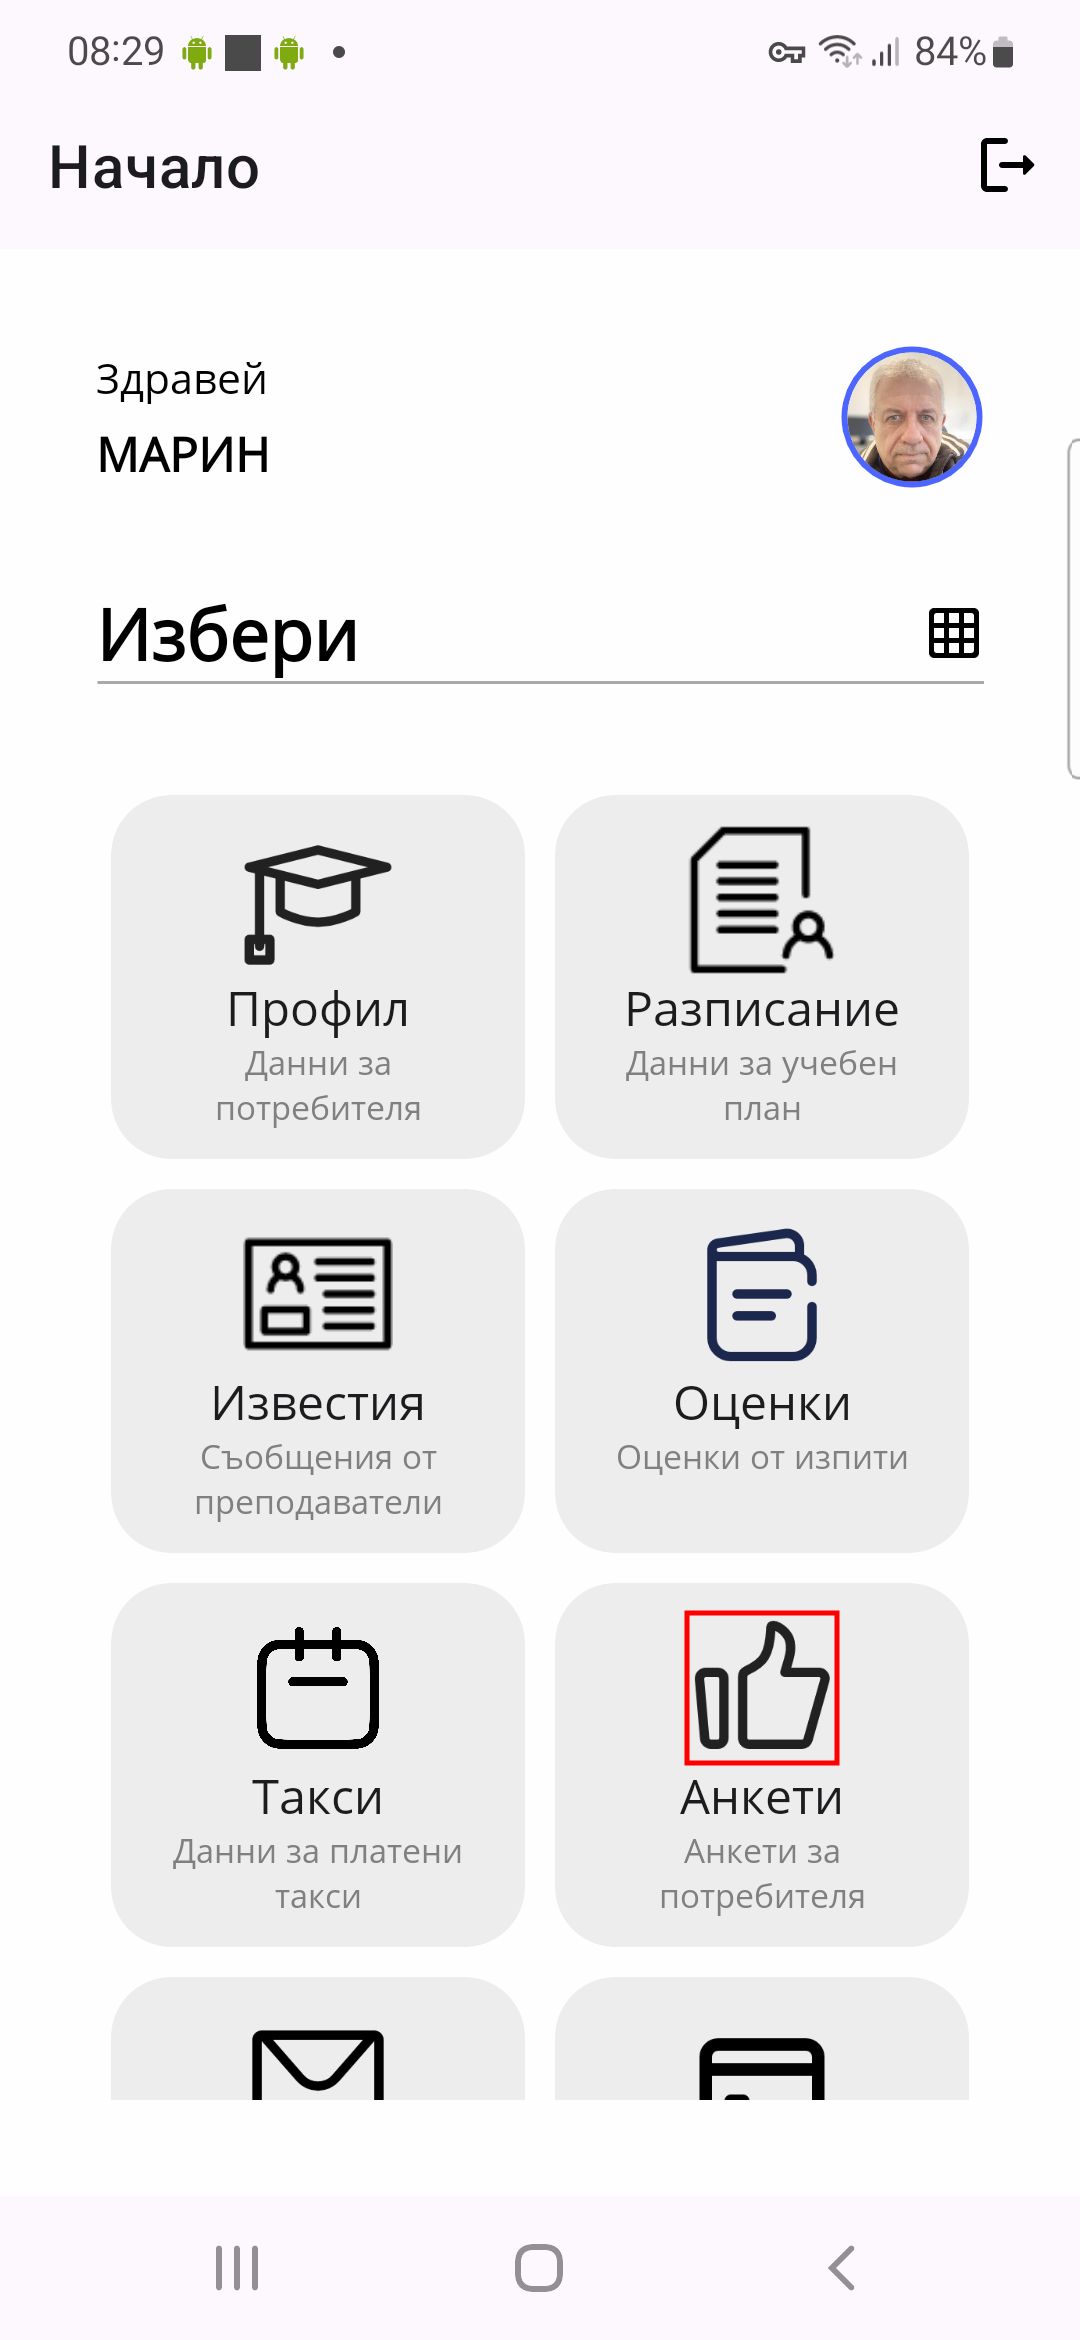 08:29
84%
Начало
Здравей
МАРИН
Избери
Профил
Данни за
потребителя
Разписание
Данни за учебен
план
Известия
Съобщения от
преподаватели
Оценки
Оценки от изпити
Такси
Данни за платени
такси
Анкети
Анкети за
потребителя